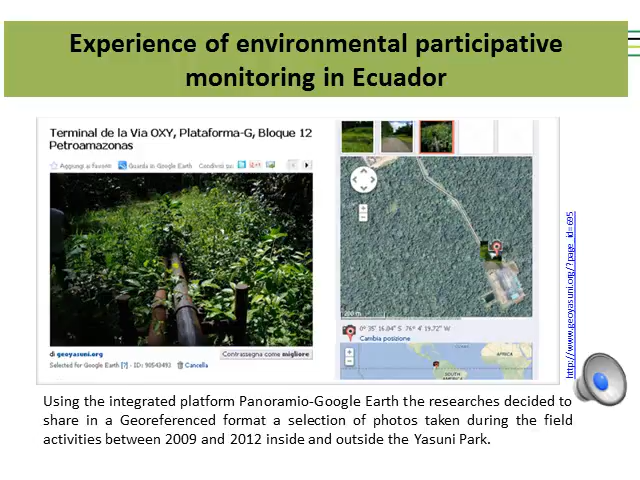 Experience of environmental participative
monitoring in Ecuador
Terminal de la Via OXY, Plataforma-G, Bloque 12
Petroamazonas
Aggiungi ai favoriti Guarda in Google Earth Condividi su:
200 m
0° 35' 16.04" S 76° 4' 19.72" W
Cambia posizione
di geoyasuni.org
Contrassegna come migliore
Selected for Google Earth [?] - ID: 90543493 Cancella
AFRICA
SOUTH
AMERICA
http://www.geoyasuni.org/?page_id=695
Using the integrated platform Panoramio-Google Earth the researches decided to
share in a Georeferenced format a selection of photos taken during the field
activities between 2009 and 2012 inside and outside the Yasuni Park.